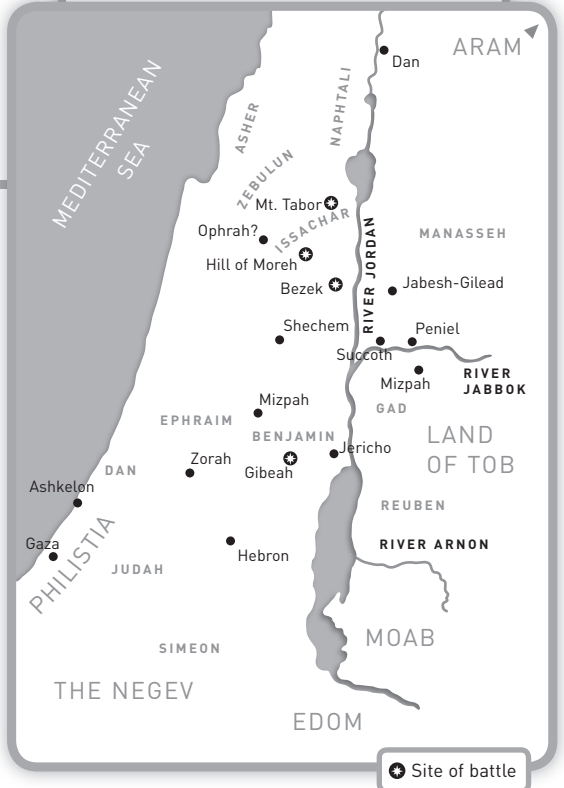 ARAM
Dan
MEDITERRANEAN
SEA
ASHER
NAPHTALI
ZEBULUN
Mt. Tabor
ISSACHAR
Ophrah?
MANASSEH
Hill of Moreh
RIVER JORDAN
Bezek
Jabesh-Gilead
Shechem
Peniel
Succoth
Mizpah
RIVER
JABBOK
Mizpah
GAD
EPHRAIM
BENJAMIN
LAND
OF TOB
Jericho
Zorah
Gibeah
DAN
Ashkelon
REUBEN
Gaza
RIVER ARNON
PHILISTIA
Hebron
JUDAH
MOAB
SIMEON
THE NEGEV
EDOM
Site of battle